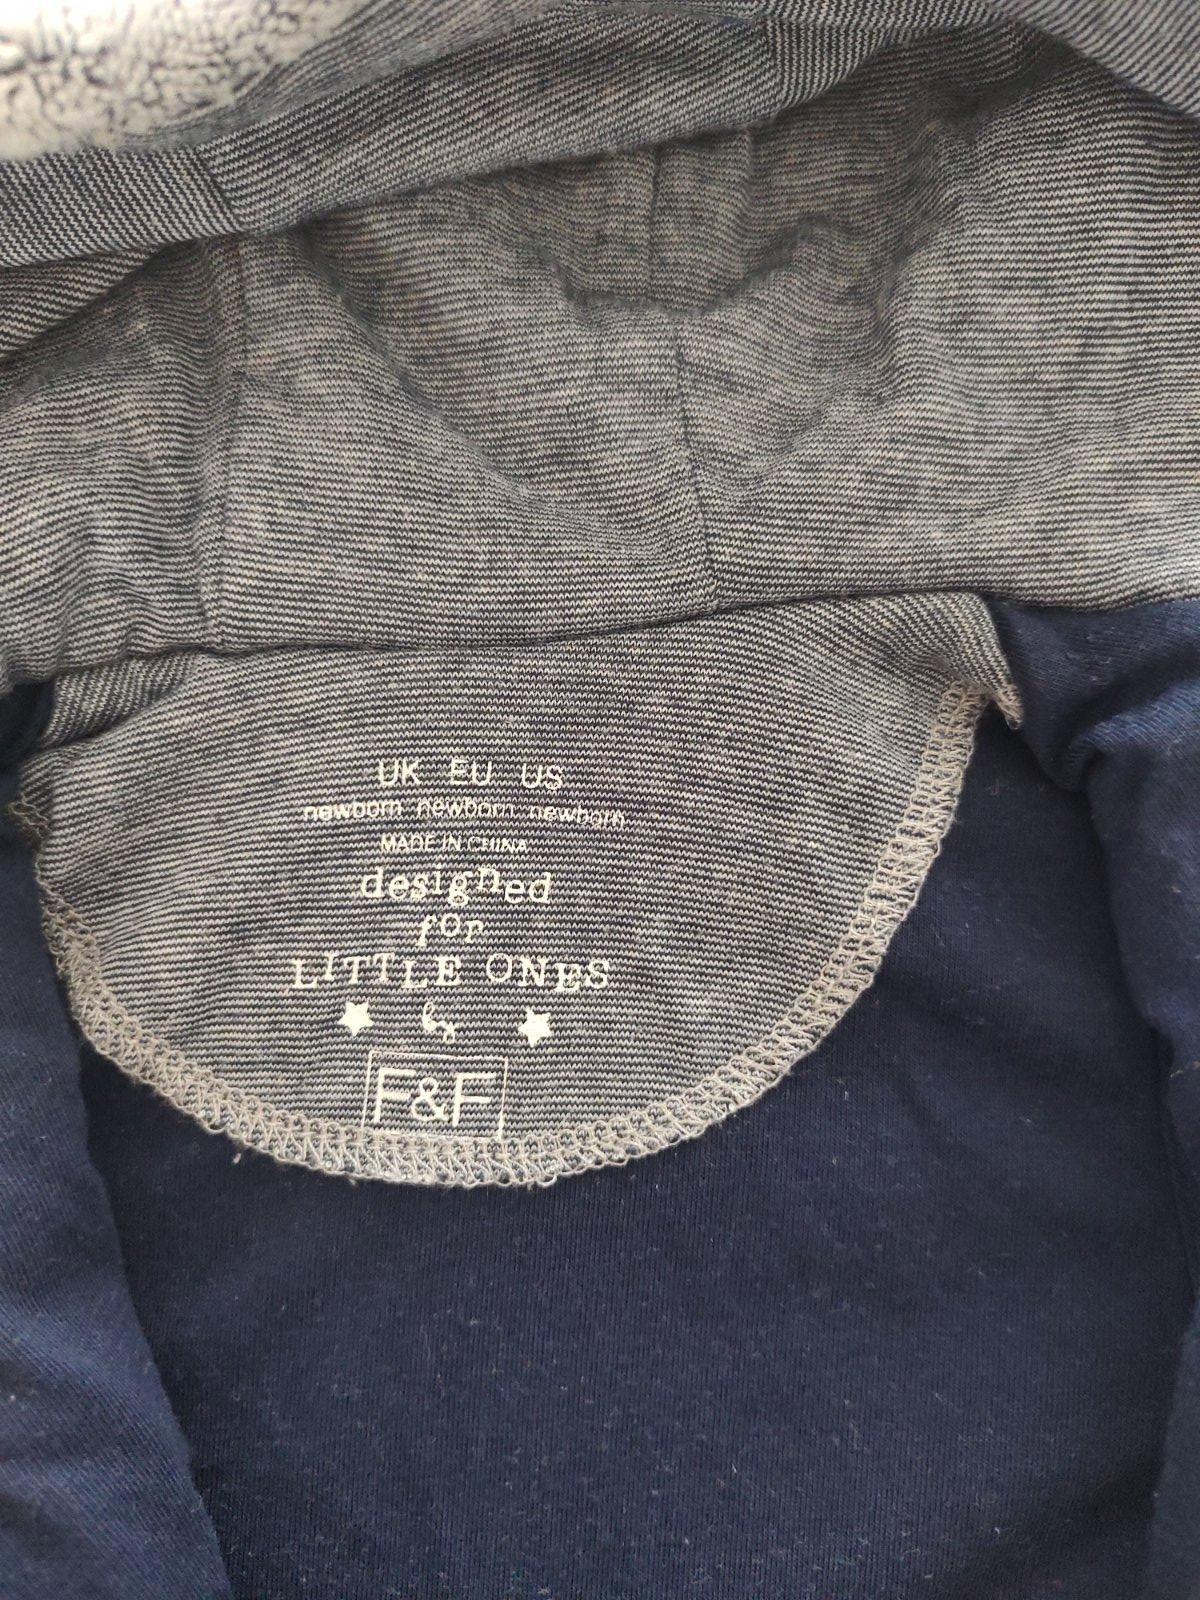 UK EU US
newborn newborn newborn
MADE IN CHINA
designed
for
LITTLE ONES
by
F&F